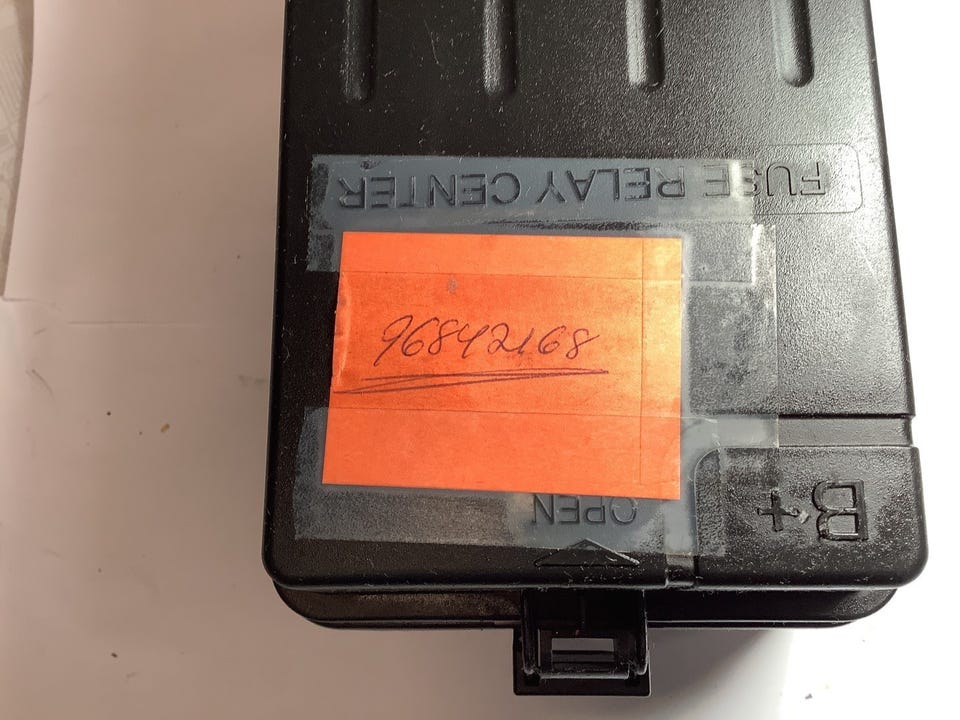 FUSE RELAY CENTER
96842168
OPEN
B+